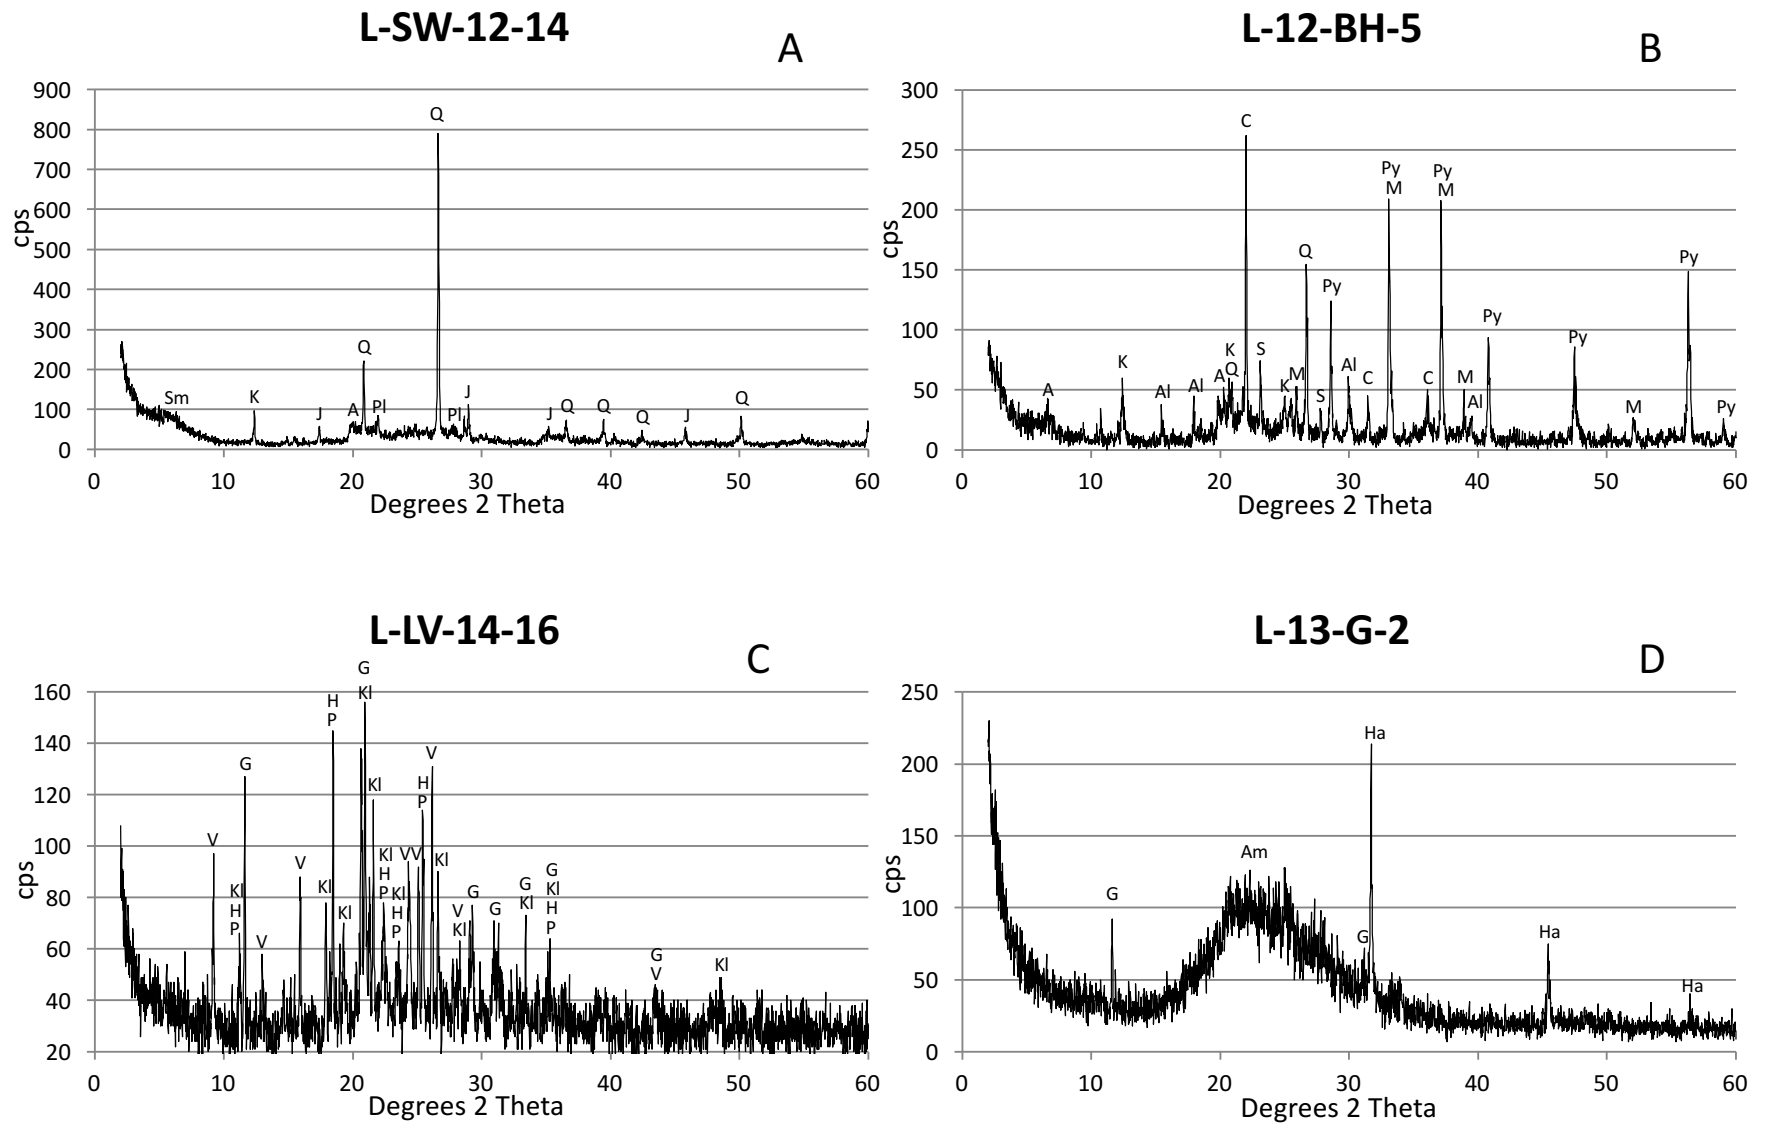 L-SW-12-14
A
900
800
700
600
500
400
300
200
100
0
cps
Q
Q
Sm
K
J
A
Pl
Pl
J
J
Q
Q
Q
J
Q
0 10 20 30 40 50 60
Degrees 2 Theta
L-12-BH-5
B
300
250
200
150
100
50
0
cps
C
Py
M
Py
M
Q
Py
Py
Py
Py
A
K
Al
Al
A
K
Q
S
K
M
S
Al
C
C
M
Al
M
Py
0 10 20 30 40 50 60
Degrees 2 Theta
L-LV-14-16
C
160
140
120
100
80
60
40
20
cps
V
Kl
H
P
G
V
V
Kl
H
P
Kl
G
Kl
Kl
Kl
H
P
Kl
H
P
V
V
H
P
V
Kl
V
Kl
G
G
G
Kl
G
Kl
H
P
G
V
Kl
0 10 20 30 40 50 60
Degrees 2 Theta
L-13-G-2
D
250
200
150
100
50
0
cps
G
Am
G
Ha
Ha
Ha
0 10 20 30 40 50 60
Degrees 2 Theta